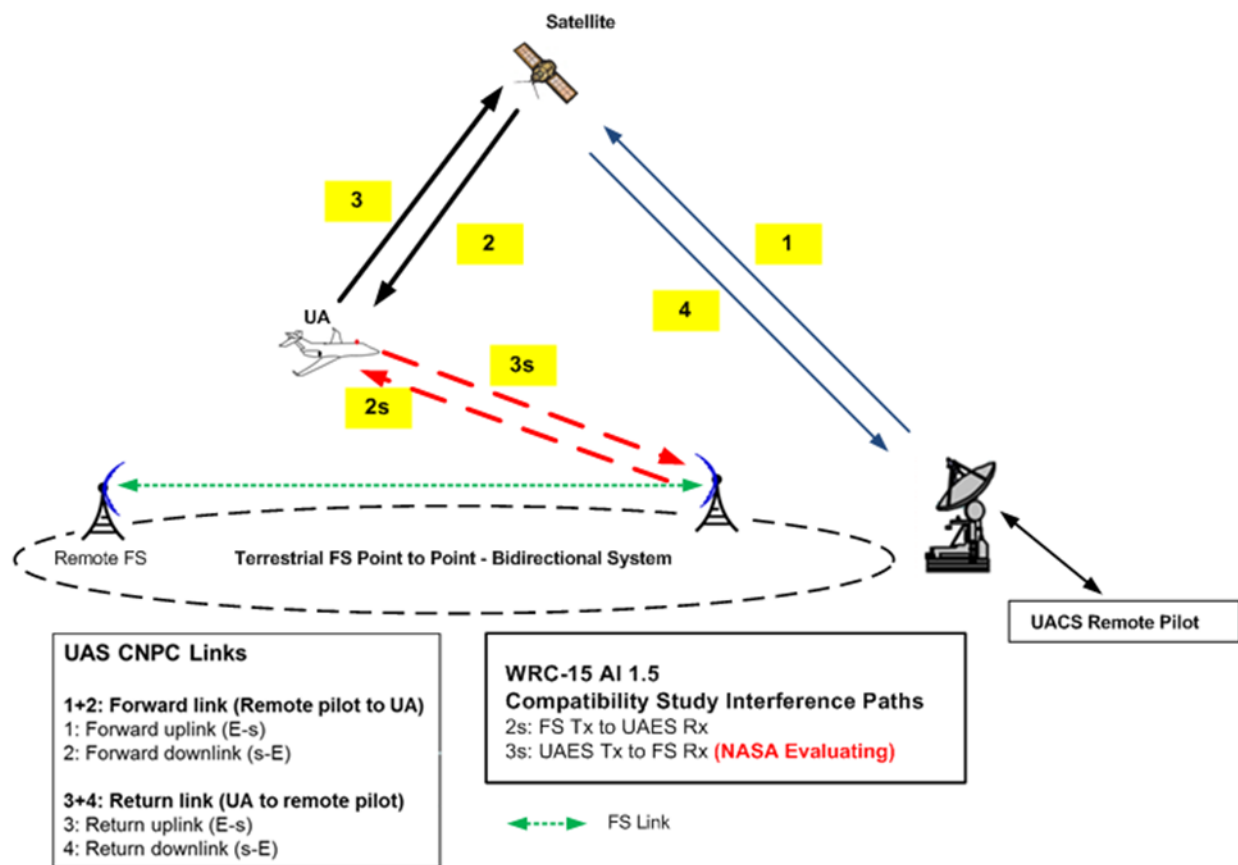 Satellite
3
2
1
4
UA
3s
2s
Remote FS
Terrestrial FS Point to Point - Bidirectional System
UACS Remote Pilot
UAS CNPC Links
1+2: Forward link (Remote pilot to UA)
1: Forward uplink (E-s)
2: Forward downlink (s-E)
3+4: Return link (UA to remote pilot)
3: Return uplink (E-s)
4: Return downlink (s-E)
WRC-15 AI 1.5
Compatibility Study Interference Paths
2s: FS Tx to UAES Rx
3s: UAES Tx to FS Rx (NASA Evaluating)
FS Link